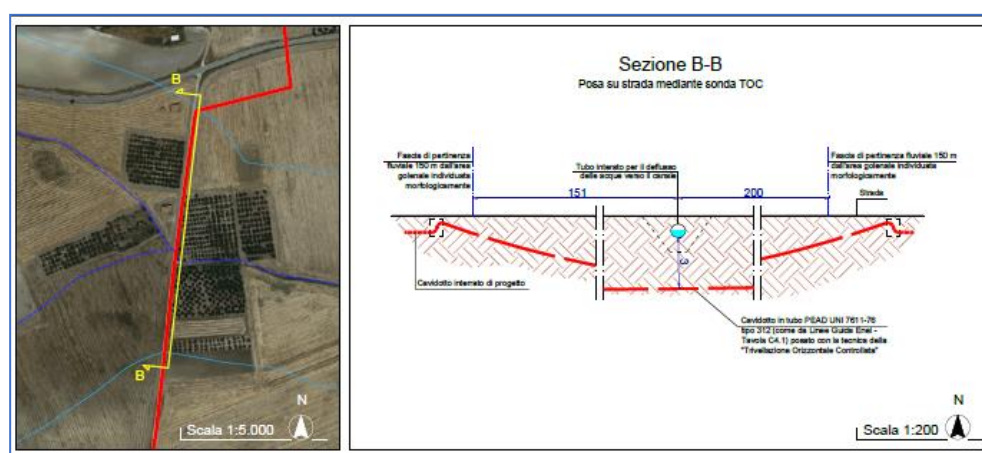 B
B
N
Scala 1:5.000
Sezione B-B
Posa su strada mediante sonda TOC
Fascia di pertinenza
fluviale 150 m dall'area
golenale individuata
morfologicamente
Tubo interrato per il deflusso
delle acque verso il canale
Fascia di pertinenza fluviale 150 m
dall'area golenale individuata
morfologicamente
Strada
151
200
3
Cavidotto interrato di progetto
Cavidotto in tubo PEAD UNI 7611-76
tipo 312 (come da Linee Guida Enel -
Tavola C4.1) posato con la tecnica della
"Trivellazione Orizzontale Controllata"
N
Scala 1:200